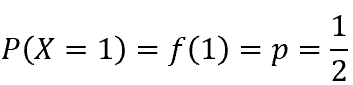 P(X = 1) = f(1) = p = 1/2